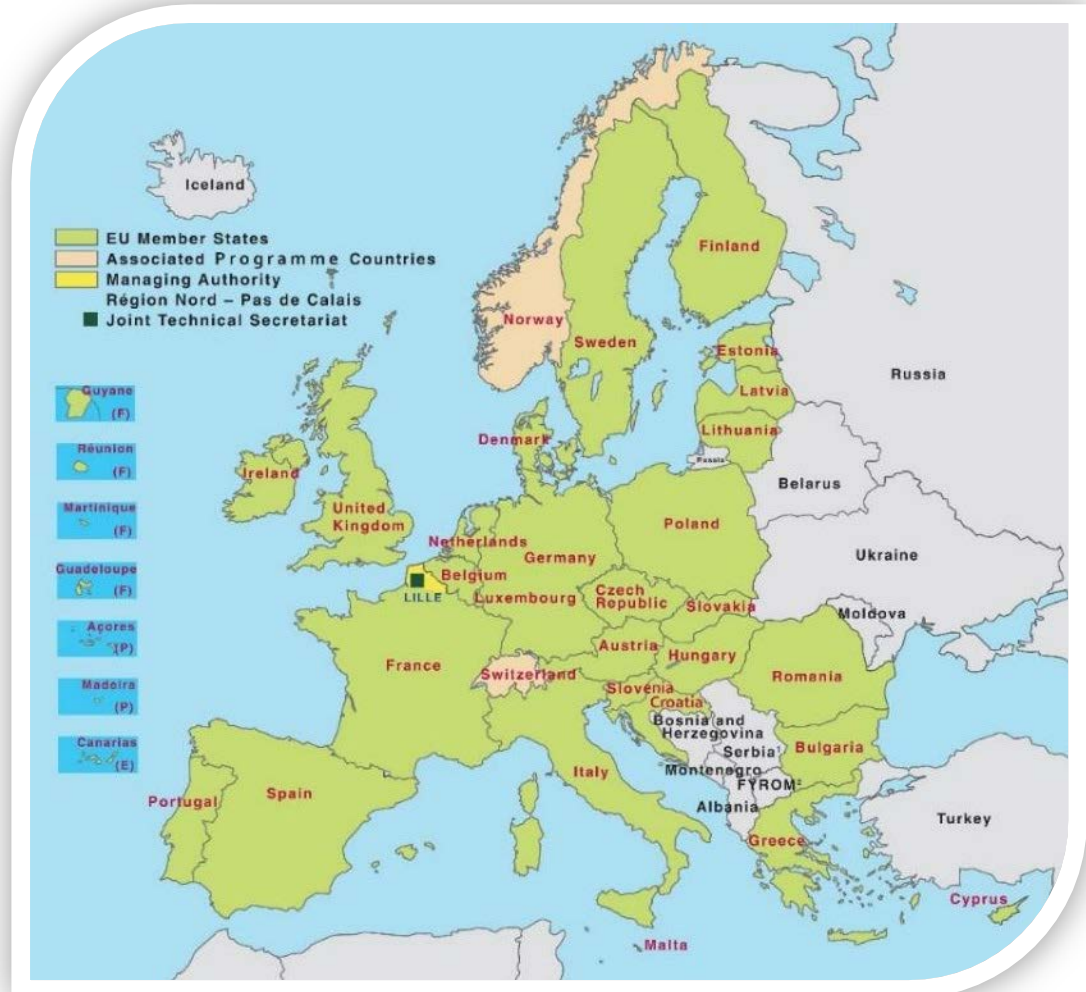 Iceland
EU Member States
Associated Programme Countries
Managing Authority
Région Nord – Pas de Calais
Joint Technical Secretariat
Finland
Norway
Sweden
Estonia
Russia
Latvia
Guyane
(F)
Lithuania
Denmark
Réunion
(F)
Russia
Ireland
Belarus
Martinique
(F)
United
Kingdom
Poland
Netherlands
Germany
Ukraine
Guadeloupe
(F)
Belgium
LILLE
Luxembourg
Czech
Republic
Slovakia
Moldova
Açores
(P)
Austria
Hungary
France
Switzerland
Romania
Madeira
(P)
Slovenia
Croatia
Bosnia and
Herzegovina
Canarias
(E)
Serbia¹
Bulgaria
Montenegro
Italy
FYROM²
Portugal
Spain
Albania
Turkey
Greece
Cyprus
Malta